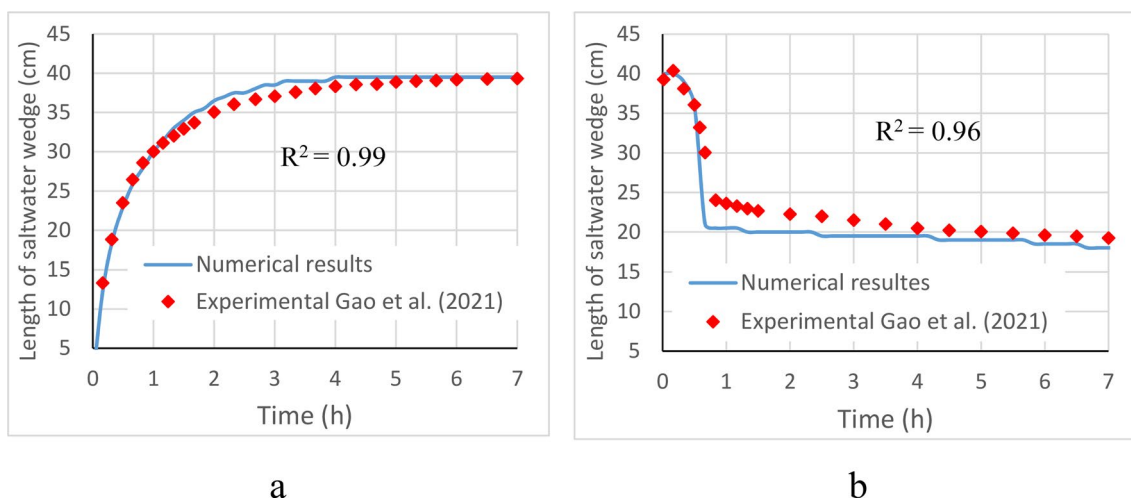 Length of saltwater wedge (cm)
45
40
35
30
25
20
15
10
5
0 1 2 3 4 5 6 7
Time (h)
R² = 0.99
Numerical results
Experimental Gao et al. (2021)
a
Length of saltwater wedge (cm)
45
40
35
30
25
20
15
10
5
0 1 2 3 4 5 6 7
Time (h)
R² = 0.96
Numerical resultes
Experimental Gao et al. (2021)
b